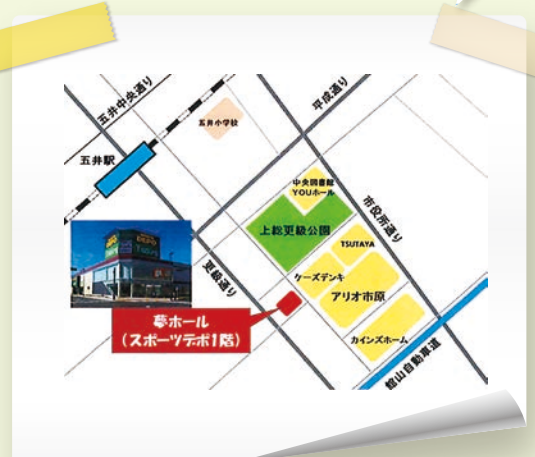 五井中央通り
平成通り
五井小学校
五井駅
中央図書館
YOUホール
市役所通り
上総更級公園
TSUTAYA
更級通り
ケーズデンキ
アリオ市原
夢ホール
(スポーツデポ1階)
カインズホーム
館山自動車道